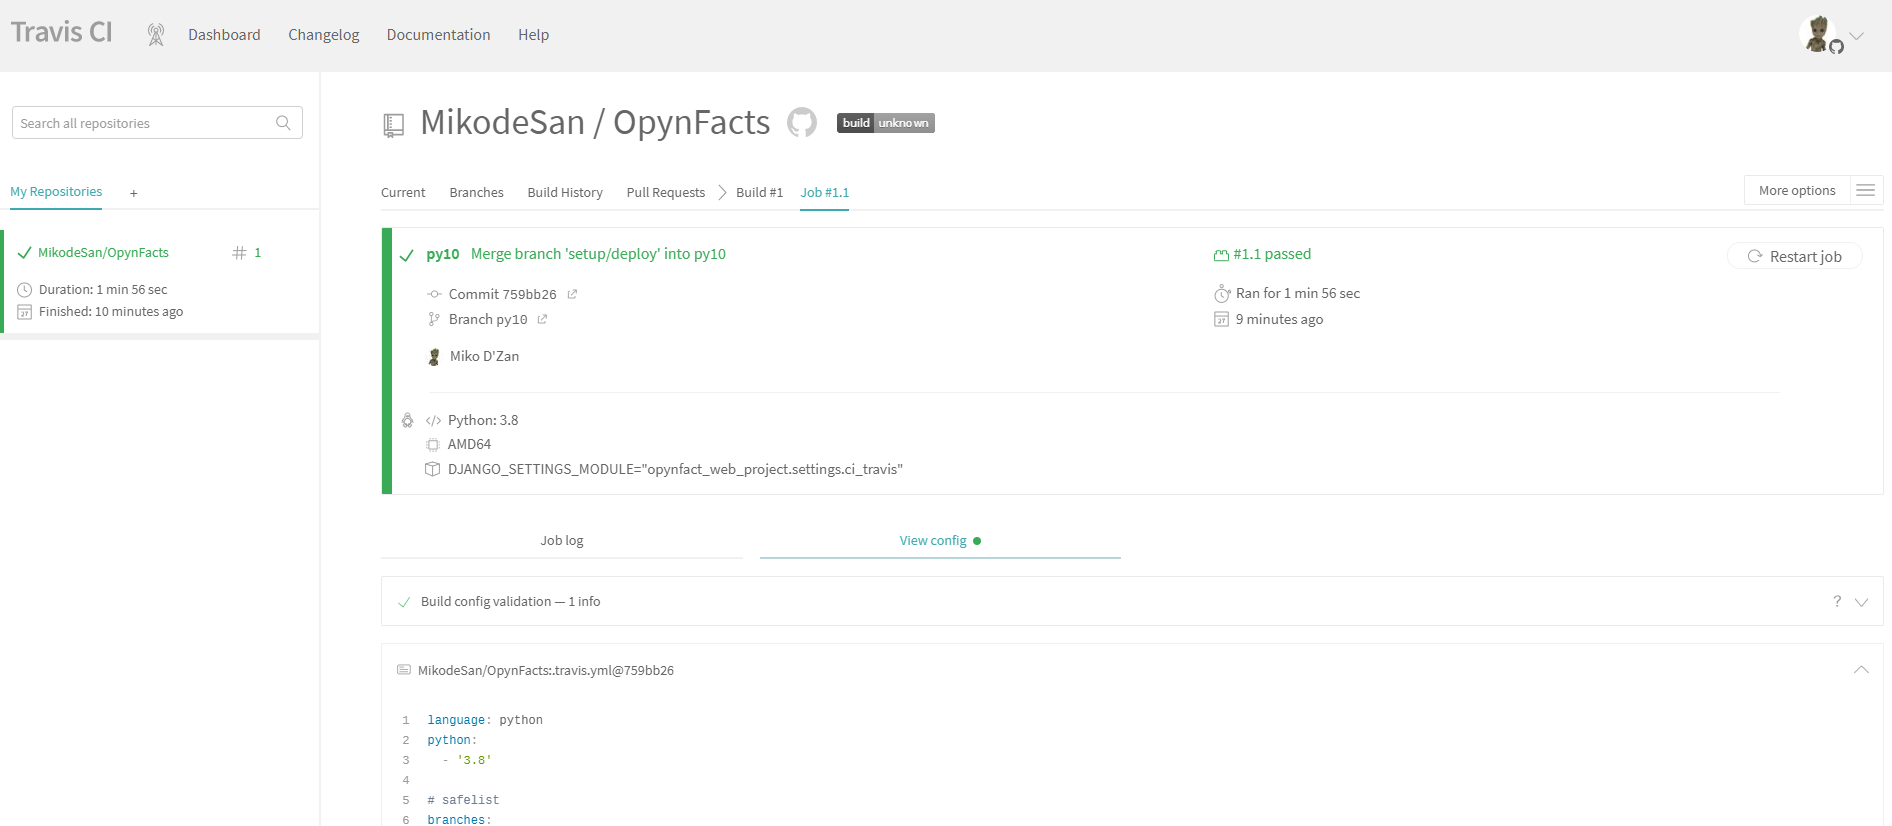 Travis CI
Dashboard Changelog Documentation Help
Search all repositories
My Repositories +
MikodeSan/OpynFacts # 1
Duration: 1 min 56 sec
27 Finished: 10 minutes ago
MikodeSan / OpynFacts build unknown
Current Branches Build History Pull Requests Build #1 Job #1.1 More options
py10 Merge branch 'setup/deploy' into py10 #1.1 passed Restart job
Commit 759bb26 Ran for 1 min 56 sec
Branch py10 27 9 minutes ago
Miko D'Zan
</> Python: 3.8
AMD64
DJANGO_SETTINGS_MODULE="opynfact_web_project.settings.ci_travis"
Job log View config
Build config validation — 1 info ?
MikodeSan/OpynFacts:.travis.yml@759bb26
1 language: python
2 python:
3 - '3.8'
4
5 # safelist
6 branches: